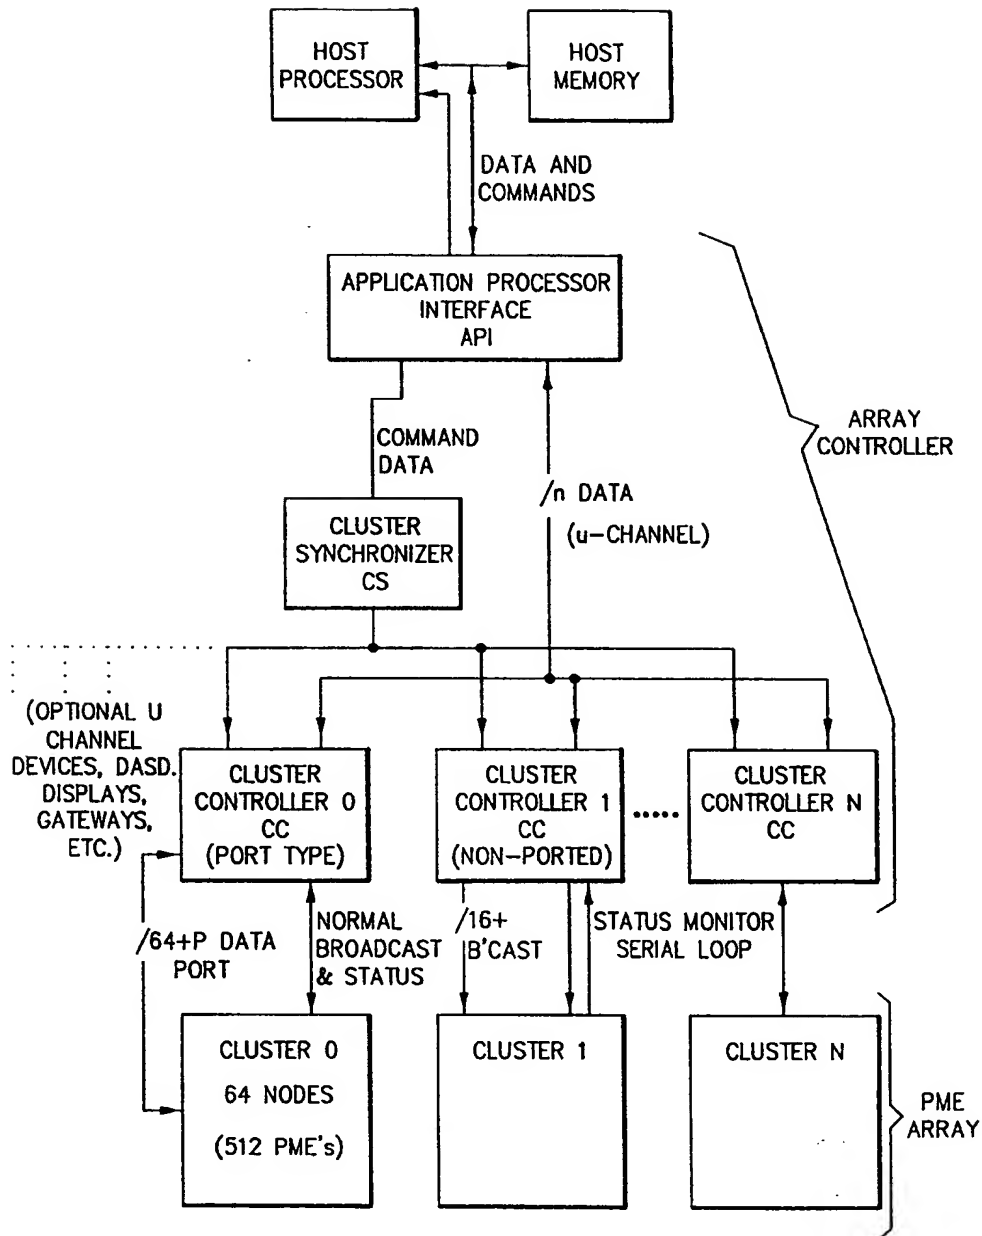 HOST
PROCESSOR
HOST
MEMORY
DATA AND
COMMANDS
APPLICATION PROCESSOR
INTERFACE
API
ARRAY
CONTROLLER
COMMAND
DATA
/n DATA
(u-CHANNEL)
CLUSTER
SYNCHRONIZER
CS
(OPTIONAL U
CHANNEL
DEVICES, DASD.
DISPLAYS,
GATEWAYS,
ETC.)
CLUSTER
CONTROLLER 0
CC
(PORT TYPE)
CLUSTER
CONTROLLER 1
CC
(NON-PORTED)
.....
CLUSTER
CONTROLLER N
CC
/64+P DATA
PORT
NORMAL
BROADCAST
& STATUS
/16+
B'CAST
STATUS MONITOR
SERIAL LOOP
CLUSTER 0
64 NODES
(512 PME's)
CLUSTER 1
CLUSTER N
PME
ARRAY